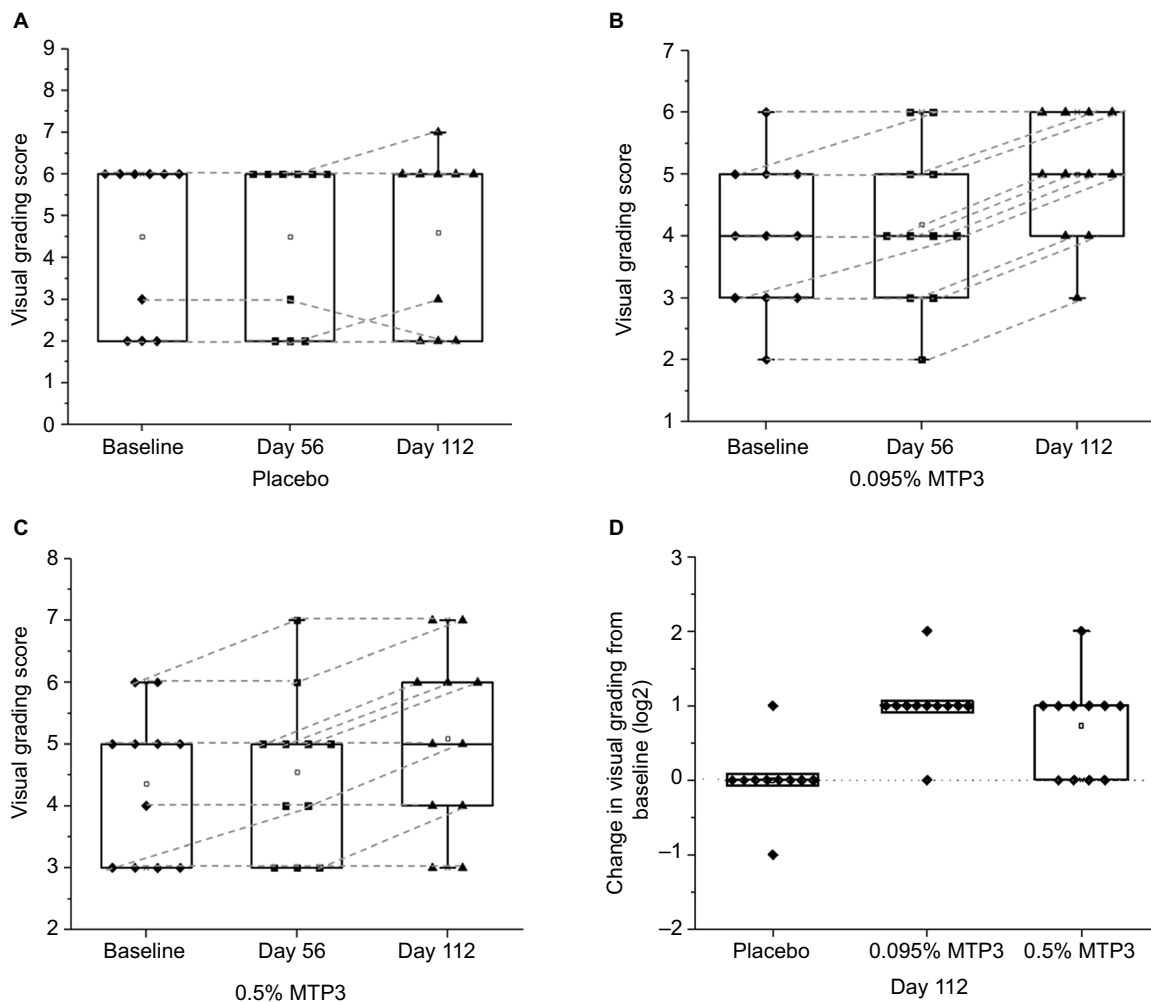 A
Visual grading score
9
8
7
6
5
4
3
2
1
0
Baseline
Day 56
Day 112
Placebo
B
Visual grading score
7
6
5
4
3
2
1
Baseline
Day 56
Day 112
0.095% MTP3
C
Visual grading score
8
7
6
5
4
3
2
Baseline
Day 56
Day 112
0.5% MTP3
D
Change in visual grading from
baseline (log2)
3
2
1
0
–1
–2
Placebo
0.095% MTP3
0.5% MTP3
Day 112